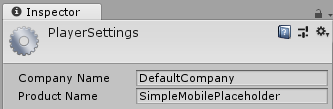 Inspector
PlayerSettings
Company Name DefaultCompany
Product Name SimpleMobilePlaceholder